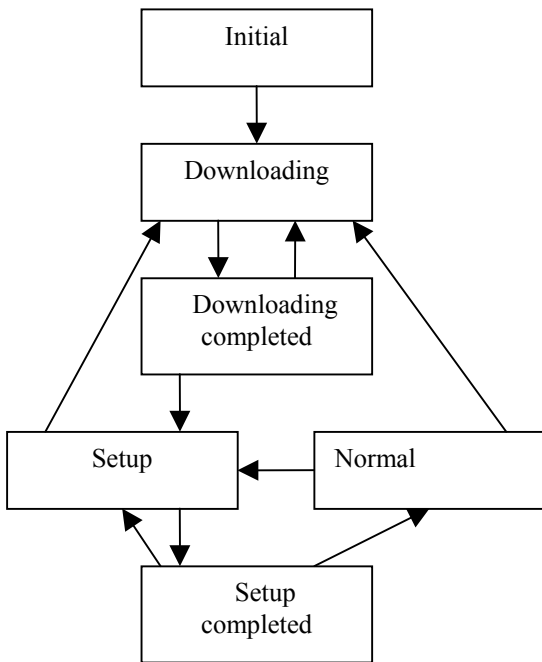 Initial
Downloading
Downloading
completed
Setup
Normal
Setup
completed